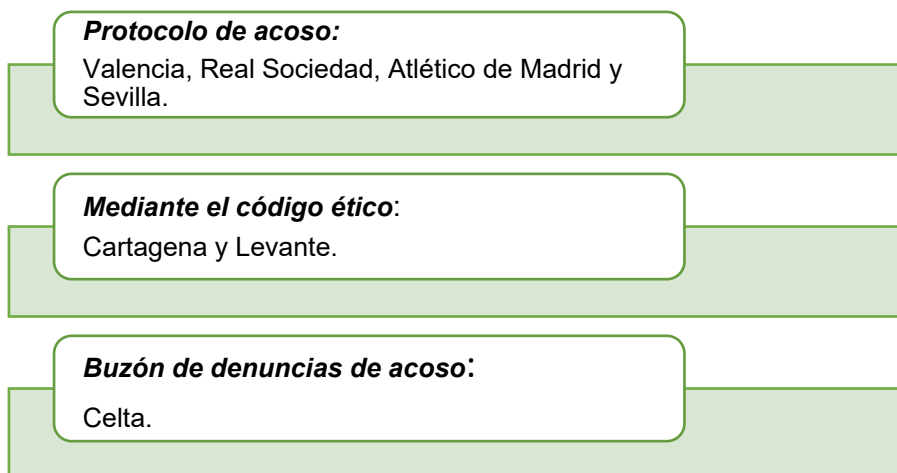 Protocolo de acoso:
Valencia, Real Sociedad, Atlético de Madrid y
Sevilla.
Mediante el código ético:
Cartagena y Levante.
Buzón de denuncias de acoso:
Celta.